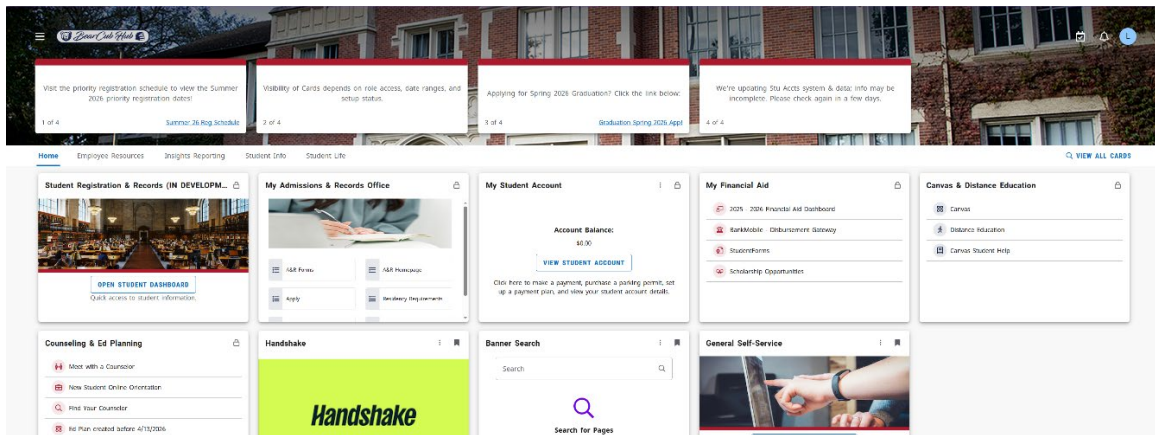 BearCub Hub
L
Visit the priority registration schedule to view the Summer
2026 priority registration dates!
1 of 4
Summer 26 Reg Schedule
Visibility of Cards depends on role access, date ranges, and
setup status.
2 of 4
Applying for Spring 2026 Graduation? Click the link below:
3 of 4
Graduation Spring 2026 Appl
We're updating Stu Accts system & data; info may be
incomplete. Please check again in a few days.
4 of 4
Home
Employee Resources
Insights Reporting
Student Info
Student Life
VIEW ALL CARDS
Student Registration & Records (IN DEVELOPM...
OPEN STUDENT DASHBOARD
Quick access to student information.
My Admissions & Records Office
A&R Forms
A&R Homepage
Apply
Residency Requirements
My Student Account
Account Balance:
$0.00
VIEW STUDENT ACCOUNT
Click here to make a payment, purchase a parking permit, set
up a payment plan, and view your student account details.
My Financial Aid
2025 - 2026 Financial Aid Dashboard
BankMobile - Disbursement Gateway
StudentForms
Scholarship Opportunities
Canvas & Distance Education
Canvas
Distance Education
Canvas Student Help
Counseling & Ed Planning
Meet with a Counselor
New Student Online Orientation
Find Your Counselor
Ed Plan created before 4/13/2026
Handshake
Handshake
Banner Search
Search
Search for Pages
General Self-Service